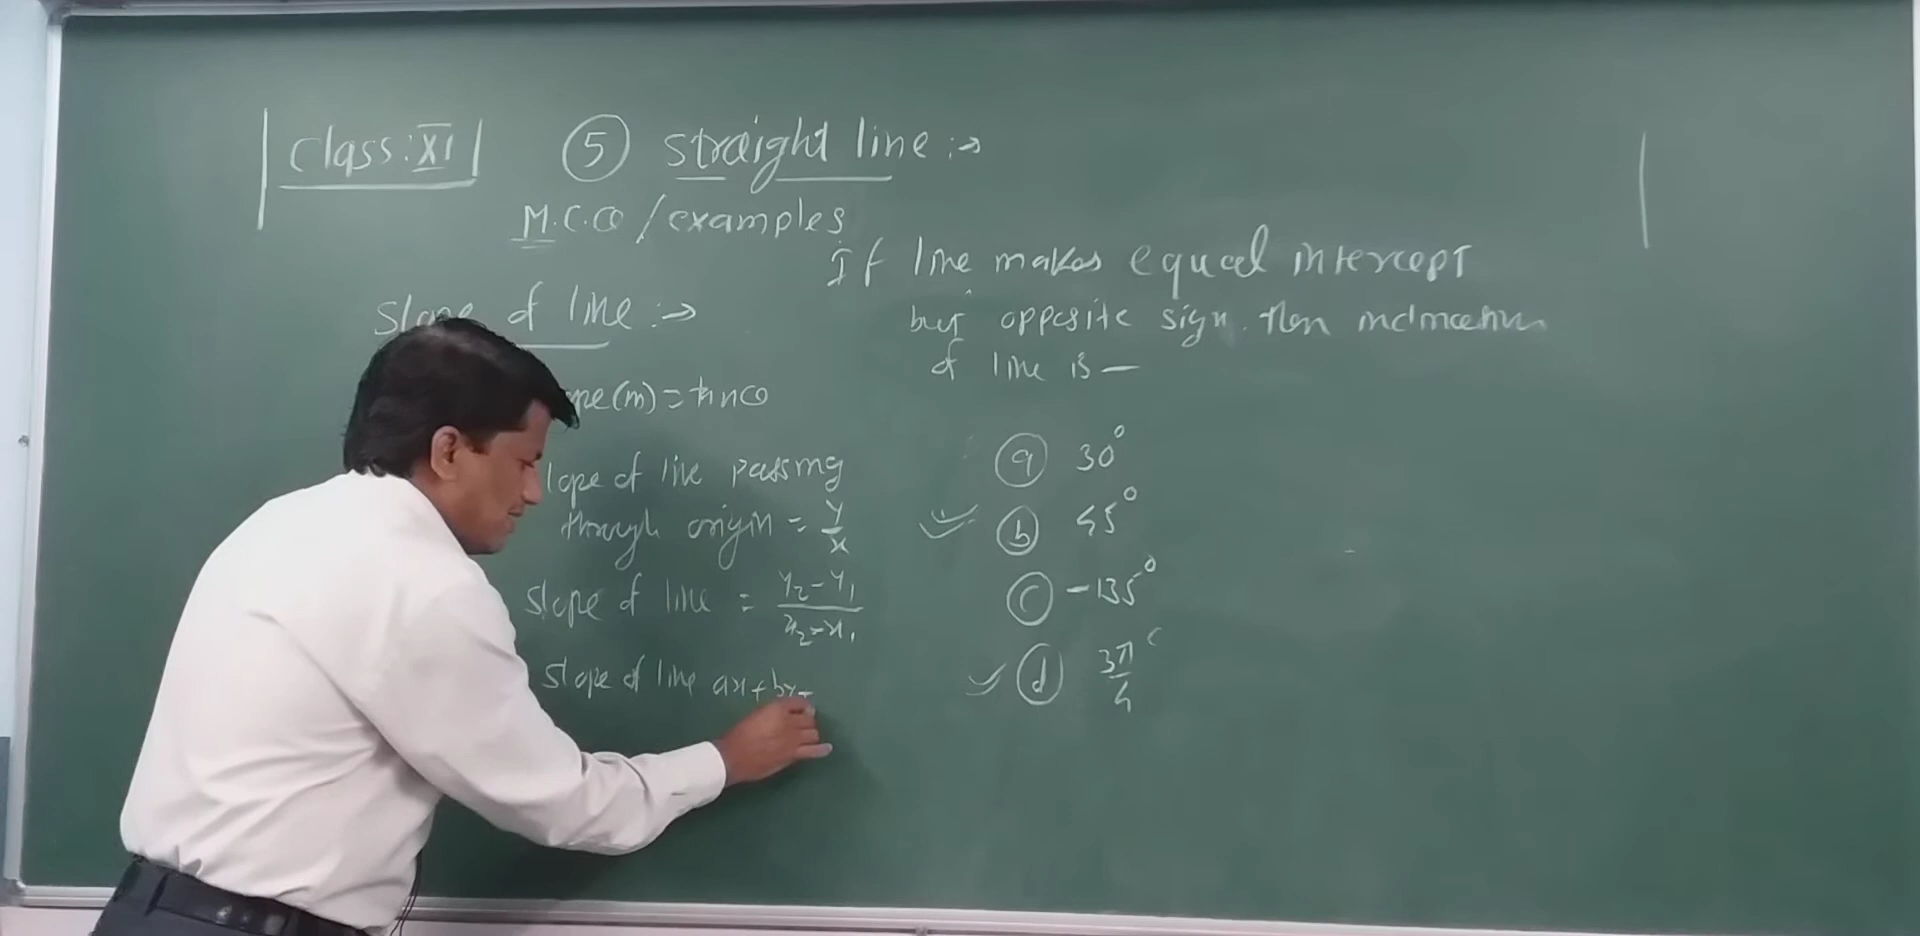 Class: XI
⑤ straight line :→
M.C.Q / examples
slope of line :→
ope(m) = tanθ
lope of line passing
through origin = y/x
slope of line = y₂-y₁/x₂-x₁
slope of line ax+by+
If line makes equal intercept
but opposite sign. then inclination
of line is —
ⓐ 30°
ⓑ 45°
ⓒ -135°
ⓓ 3π/4 c